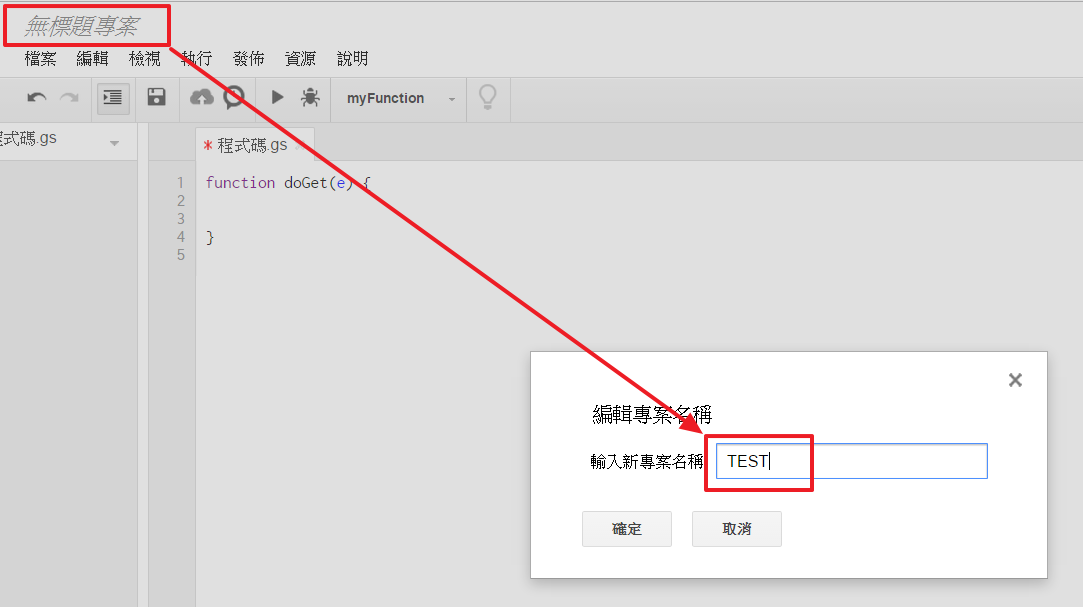 無標題專案
檔案 編輯 檢視 執行 發佈 資源 說明
myFunction
式碼.gs
* 程式碼.gs
1 function doGet(e) {
2
3
4 }
5
編輯專案名稱
輸入新專案名稱 TEST
確定 取消